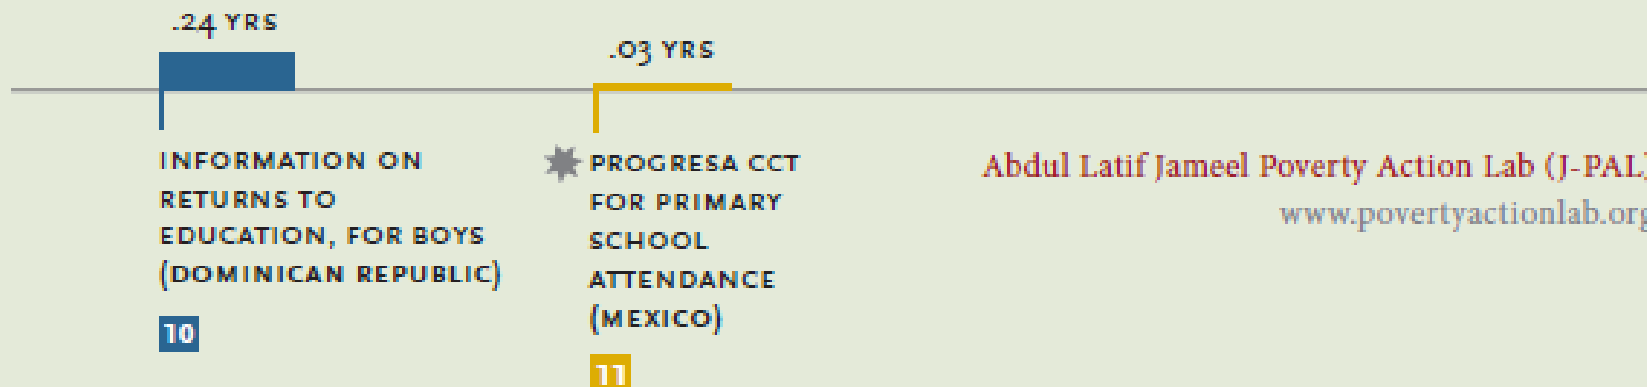 .24 YRS
.03 YRS
INFORMATION ON
RETURNS TO
EDUCATION, FOR BOYS
(DOMINICAN REPUBLIC)
10
PROGRESA CCT
FOR PRIMARY
SCHOOL
ATTENDANCE
(MEXICO)
11
Abdul Latif Jameel Poverty Action Lab (J-PAL)
www.povertyactionlab.org